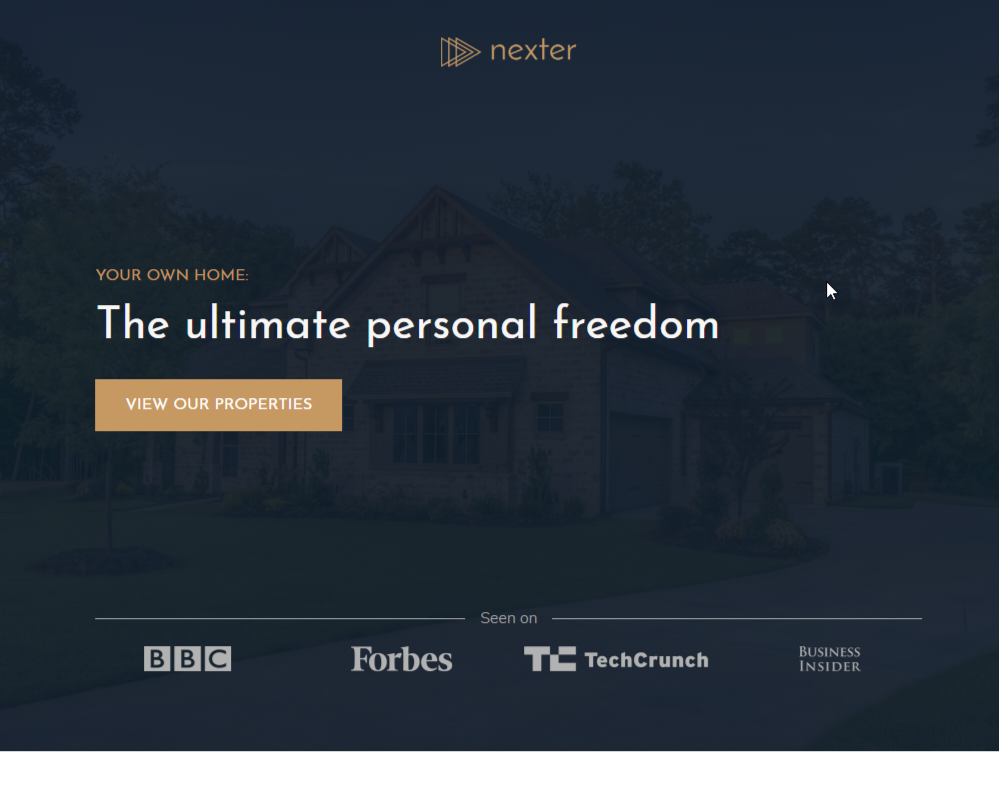 nexter
YOUR OWN HOME:
The ultimate personal freedom
VIEW OUR PROPERTIES
Seen on
BBC
Forbes
TC TechCrunch
BUSINESS
INSIDER